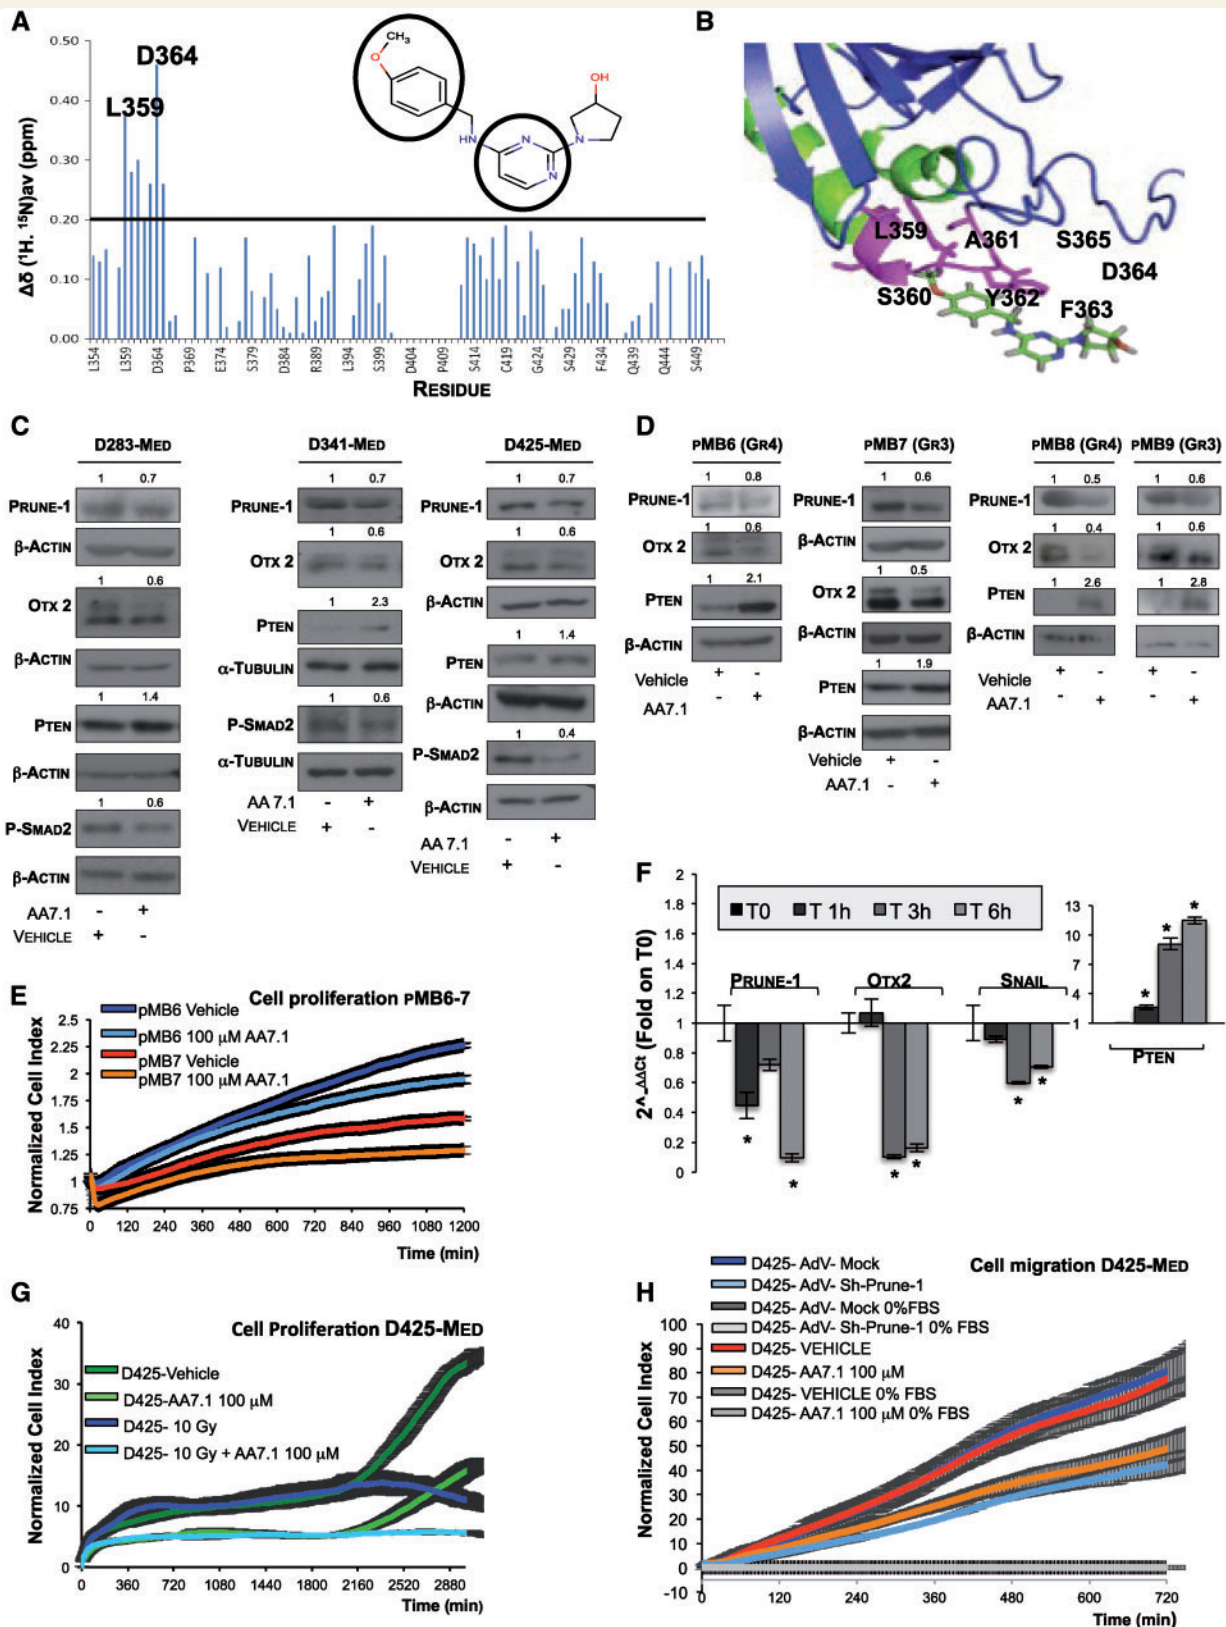 A
0.50
0.40
0.30
0.20
0.10
0.00
Δδ (¹H. ¹⁵N)av (ppm)
D364
L359
CH₃
O
HN
N
N
N
OH
L354
L359
D364
P369
E374
S379
D384
R389
L394
S399
D404
P409
S414
C419
G424
S429
F434
Q439
Q444
S449
RESIDUE
B
L359
A361
S365
D364
S360
Y362
F363
C
D283-MED
1 0.7
PRUNE-1
β-ACTIN
1 0.6
OTX 2
β-ACTIN
1 1.4
PTEN
β-ACTIN
1 0.6
P-SMAD2
β-ACTIN
AA7.1 - +
VEHICLE + -
D341-MED
1 0.7
PRUNE-1
1 0.6
OTX 2
1 2.3
PTEN
α-TUBULIN
1 0.6
P-SMAD2
α-TUBULIN
AA 7.1 - +
VEHICLE + -
D425-MED
1 0.7
PRUNE-1
1 0.6
OTX 2
β-ACTIN
1 1.4
PTEN
β-ACTIN
1 0.4
P-SMAD2
β-ACTIN
AA 7.1 - +
VEHICLE + -
D
PMB6 (GR4)
1 0.8
PRUNE-1
1 0.6
OTX 2
1 2.1
PTEN
β-ACTIN
Vehicle + -
AA7.1 - +
PMB7 (GR3)
1 0.6
PRUNE-1
β-ACTIN
1 0.5
OTX 2
β-ACTIN
1 1.9
PTEN
β-ACTIN
Vehicle + -
AA7.1 - +
PMB8 (GR4) PMB9 (GR3)
1 0.5 1 0.6
PRUNE-1
1 0.4 1 0.6
OTX 2
1 2.6 1 2.8
PTEN
β-ACTIN
Vehicle + - + -
AA7.1 - + - +
E
Cell proliferation PMB6-7
pMB6 Vehicle
pMB6 100 µM AA7.1
pMB7 Vehicle
pMB7 100 µM AA7.1
2.5
2.25
2
1.75
1.5
1.25
1
0.75
Normalized Cell Index
0 120 240 360 480 600 720 840 960 1080 1200
Time (min)
F
2
1.8
1.6
1.4
1.2
1
0.8
0.6
0.4
0.2
0
2^-ΔΔCt (Fold on T0)
T0 T 1h T 3h T 6h
PRUNE-1 OTX2 SNAIL
* * * * * *
13
10
7
4
1
* * *
PTEN
G
Cell Proliferation D425-MED
D425-Vehicle
D425-AA7.1 100 µM
D425- 10 Gy
D425- 10 Gy + AA7.1 100 µM
40
30
20
10
0
Normalized Cell Index
0 360 720 1080 1440 1800 2160 2520 2880
Time (min)
H
Cell migration D425-MED
D425- AdV- Mock
D425- AdV- Sh-Prune-1
D425- AdV- Mock 0%FBS
D425- AdV- Sh-Prune-1 0% FBS
D425- VEHICLE
D425- AA7.1 100 µM
D425- VEHICLE 0% FBS
D425- AA7.1 100 µM 0% FBS
100
90
80
70
60
50
40
30
20
10
0
-10
Normalized Cell Index
0 120 240 360 480 600 720
Time (min)